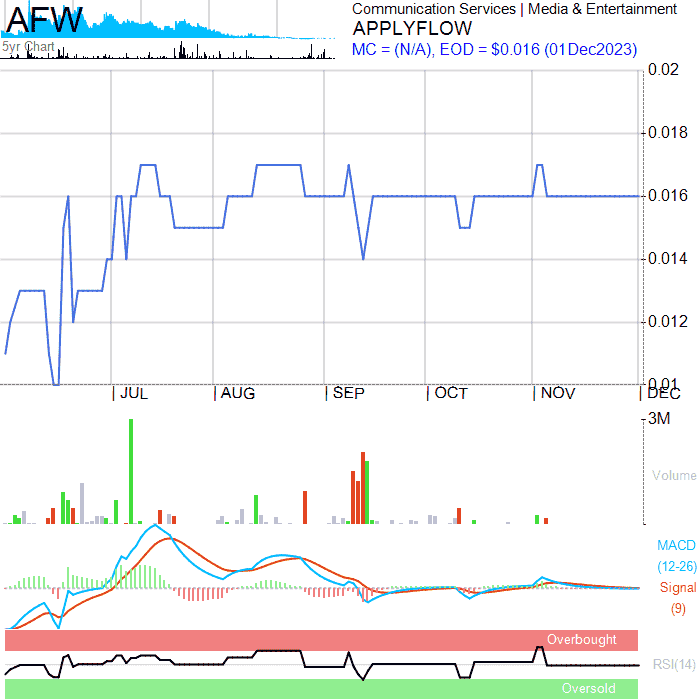 AFW
5yr Chart
Communication Services | Media & Entertainment
APPLYFLOW
MC = (N/A), EOD = $0.016 (01Dec2023)
0.02
0.018
0.016
0.014
0.012
0.01
JUL AUG SEP OCT NOV DEC
3M
Volume
MACD
(12-26)
Signal
(9)
Overbought
RSI(14)
Oversold